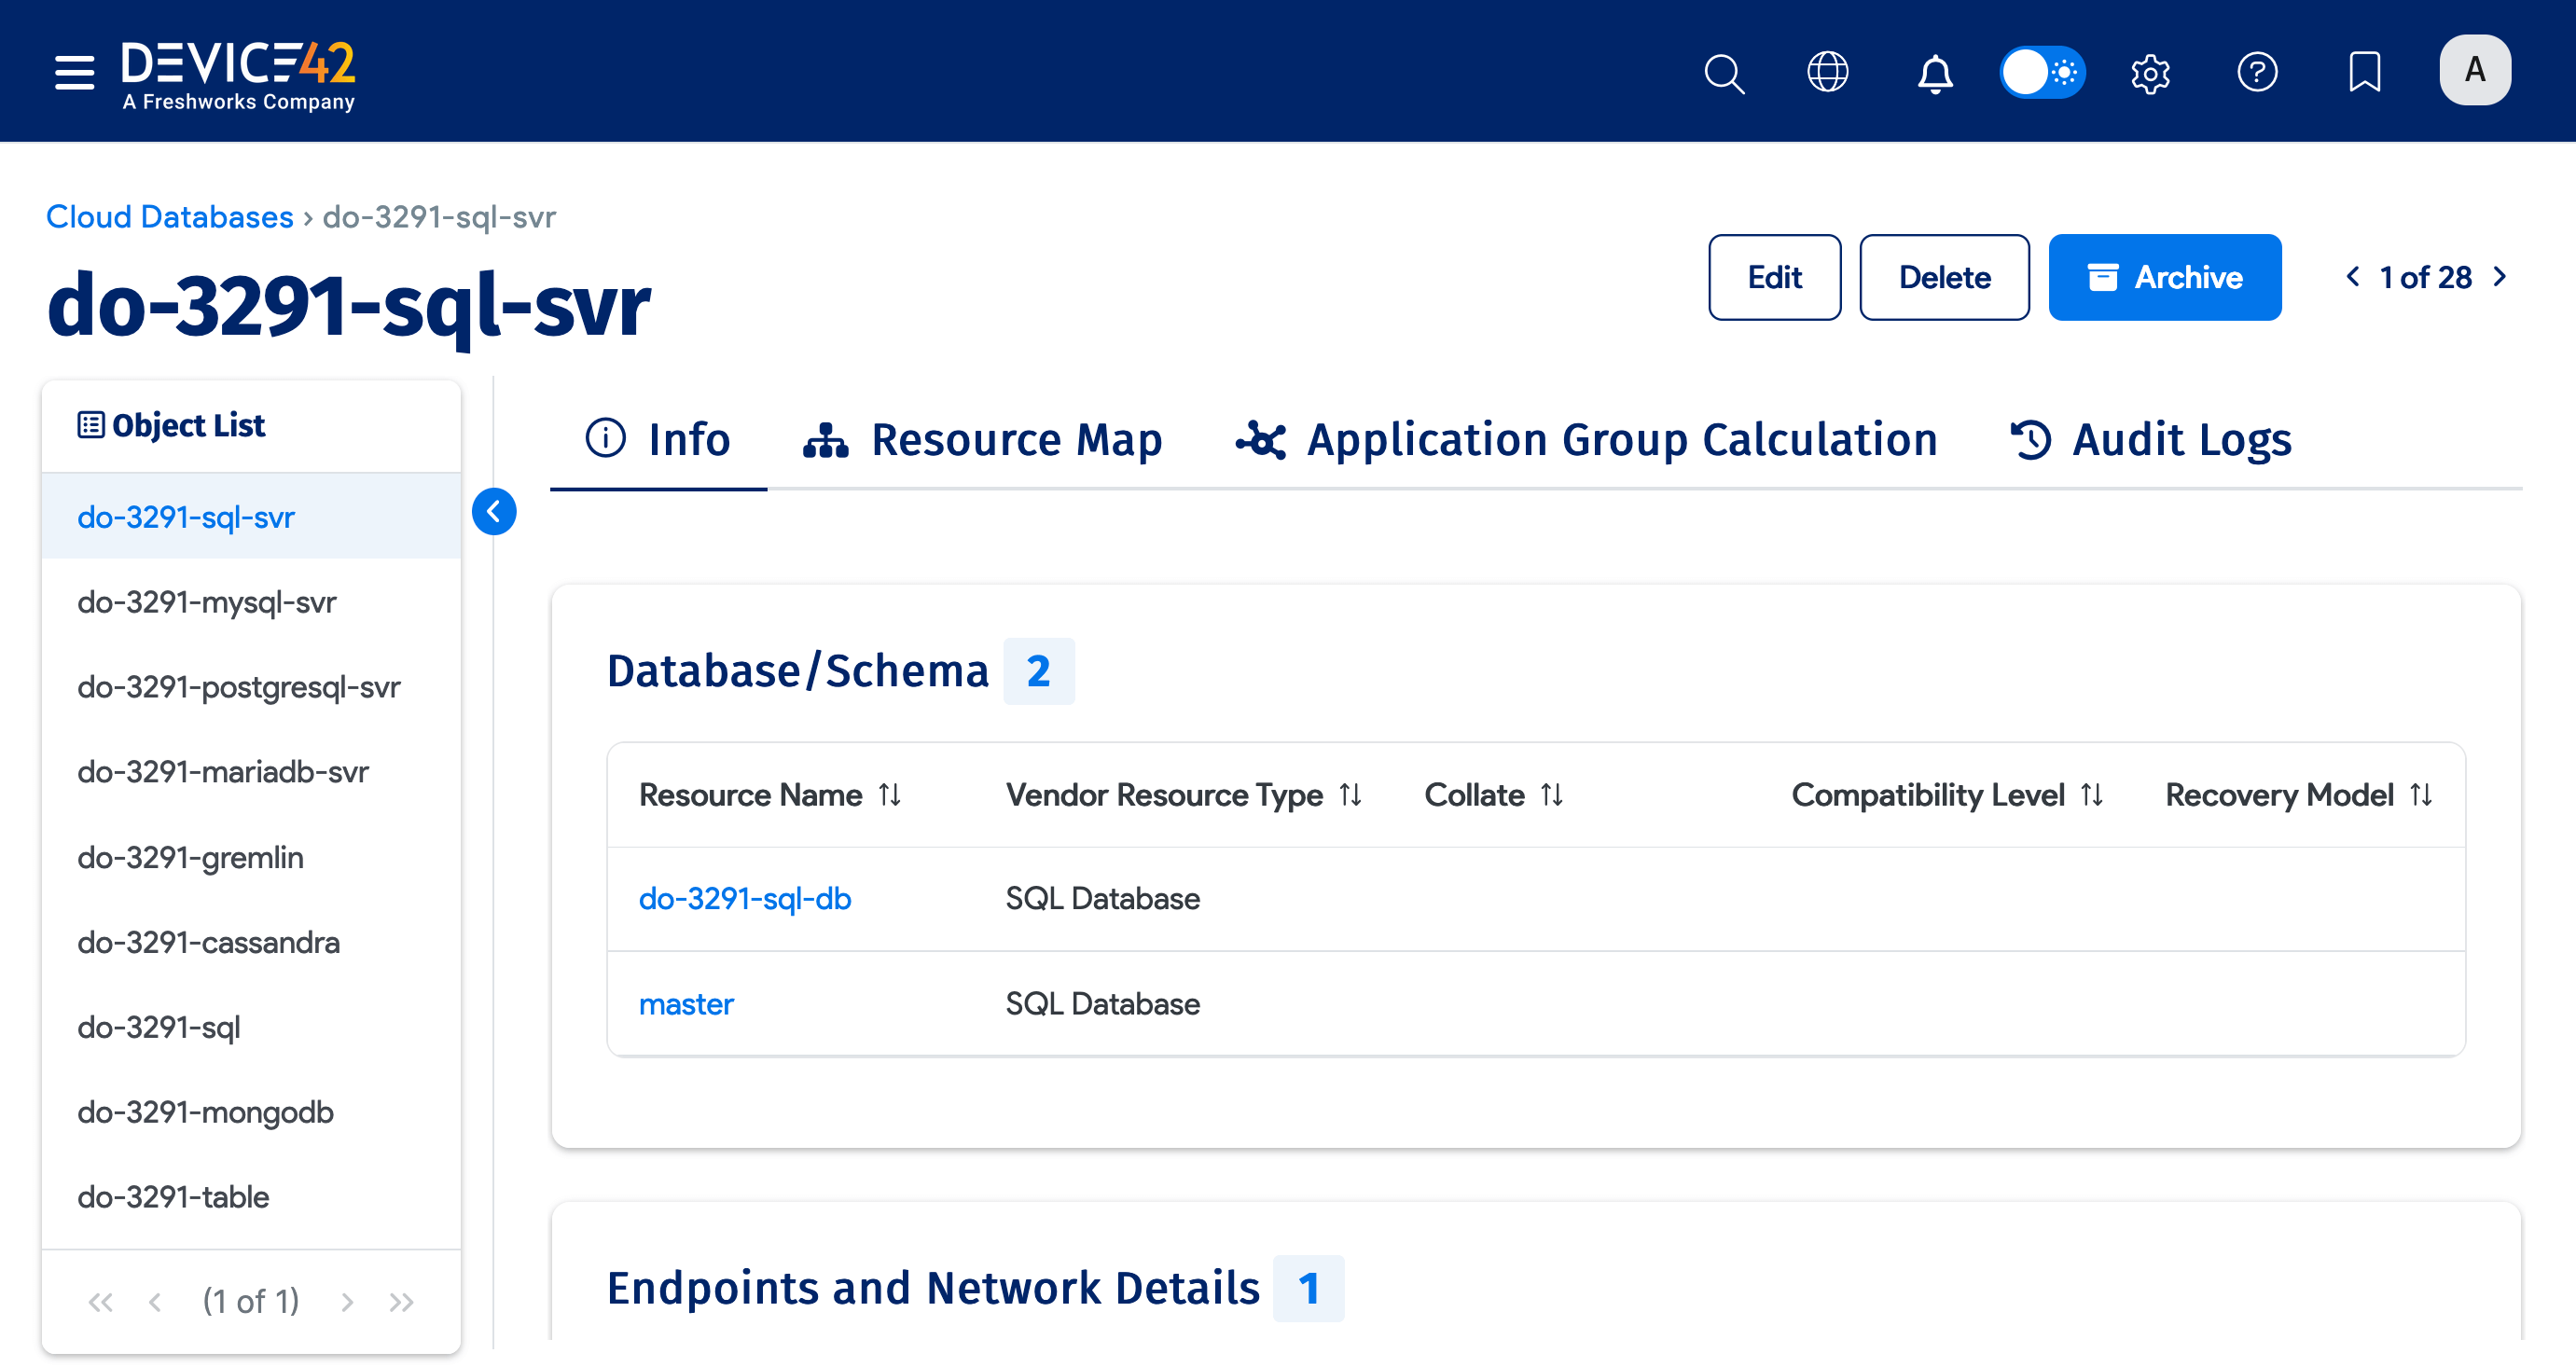 DEVICE42
A Freshworks Company
A
Cloud Databases › do-3291-sql-svr
do-3291-sql-svr
Edit
Delete
Archive
1 of 28
Object List
do-3291-sql-svr
do-3291-mysql-svr
do-3291-postgresql-svr
do-3291-mariadb-svr
do-3291-gremlin
do-3291-cassandra
do-3291-sql
do-3291-mongodb
do-3291-table
(1 of 1)
Info
Resource Map
Application Group Calculation
Audit Logs
Database/Schema 2
Resource Name Vendor Resource Type Collate Compatibility Level Recovery Model
do-3291-sql-db SQL Database
master SQL Database
Endpoints and Network Details 1